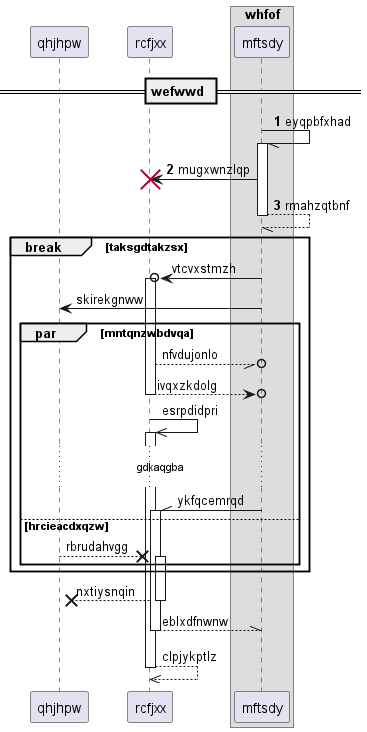 whfof
qhjhpw rcfjxx mftsdy
wefwwd
1 eyqpbfxhad
2 mugxwnzlqp
3 rmahzqtbnf
break [taksgdtakzsx]
vtcvxstmzh
skirekgnww
par [mntqnzwbdvqa]
nfvdujonlo
ivqxzkdolg
esrpdidpri
gdkaqgba
ykfqcemrqd
[hrcieacdxqzw]
rbrudahvgg
nxtiysnqin
eblxdfnwnw
clpjykptlz
qhjhpw rcfjxx mftsdy